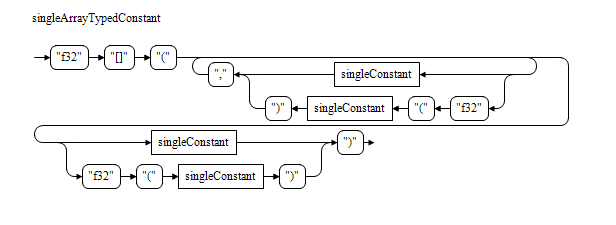 singleArrayTypedConstant
"f32" "[]" "("
"," singleConstant
")" singleConstant "(" "f32"
singleConstant ")"
"f32" "(" singleConstant ")"